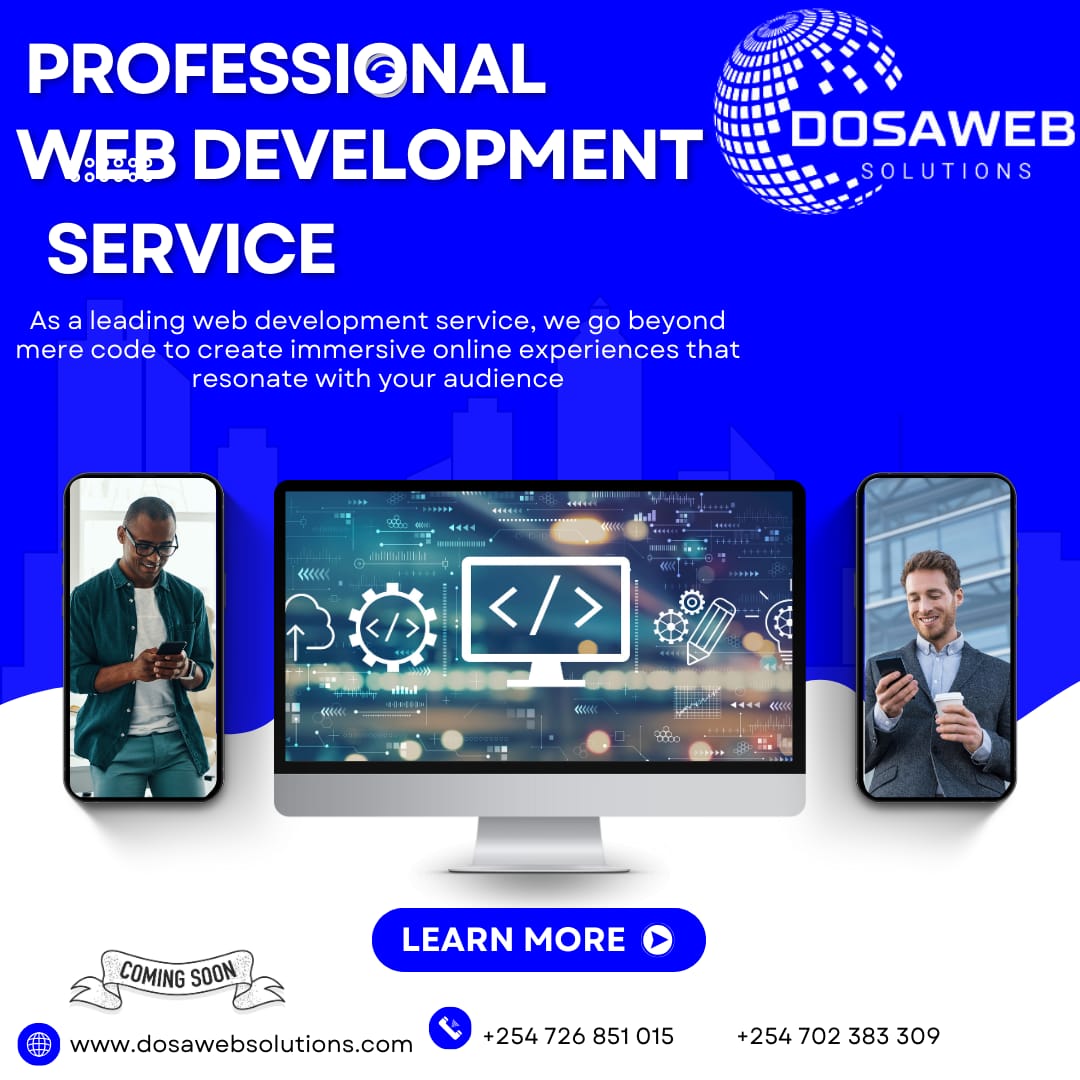 PROFESSIONAL
WEB DEVELOPMENT
SERVICE
DOSAWEB
SOLUTIONS
As a leading web development service, we go beyond
mere code to create immersive online experiences that
resonate with your audience
</>
</>
LEARN MORE
COMING SOON
www.dosawebsolutions.com
+254 726 851 015
+254 702 383 309